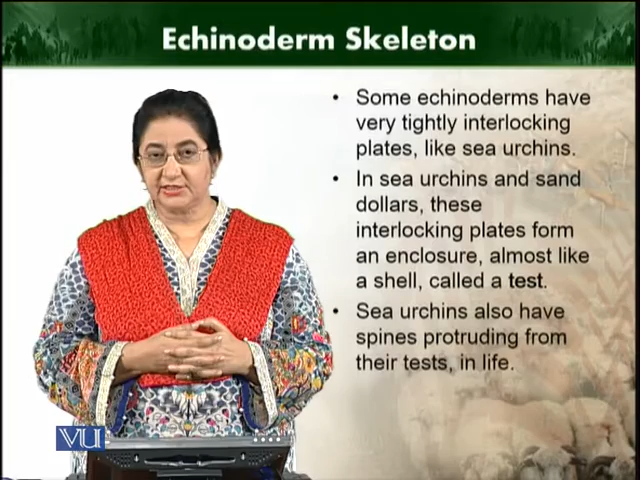 Echinoderm Skeleton
• Some echinoderms have
very tightly interlocking
plates, like sea urchins.
• In sea urchins and sand
dollars, these
interlocking plates form
an enclosure, almost like
a shell, called a test.
• Sea urchins also have
spines protruding from
their tests, in life.
VU